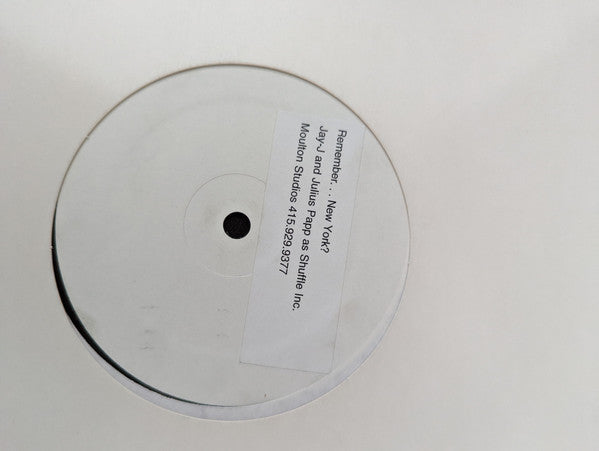 Remember. . . New York?
Jay-J and Julius Papp as Shuffle Inc.
Moulton Studios 415.929.9377